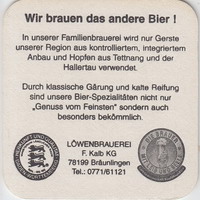 Wir brauen das andere Bier !
In unserer Familienbrauerei wird nur Gerste
unserer Region aus kontrolliertem, integriertem
Anbau und Hopfen aus Tettnang und der
Hallertau verwendet.
Durch klassische Gärung und kalte Reifung
sind unsere Bier-Spezialitäten nicht nur
„Genuss vom Feinsten" sondern auch
besonders bekömmlich.
LÖWENBRAUEREI
F. Kalb KG
78199 Bräunlingen
Tel.: 0771/61121